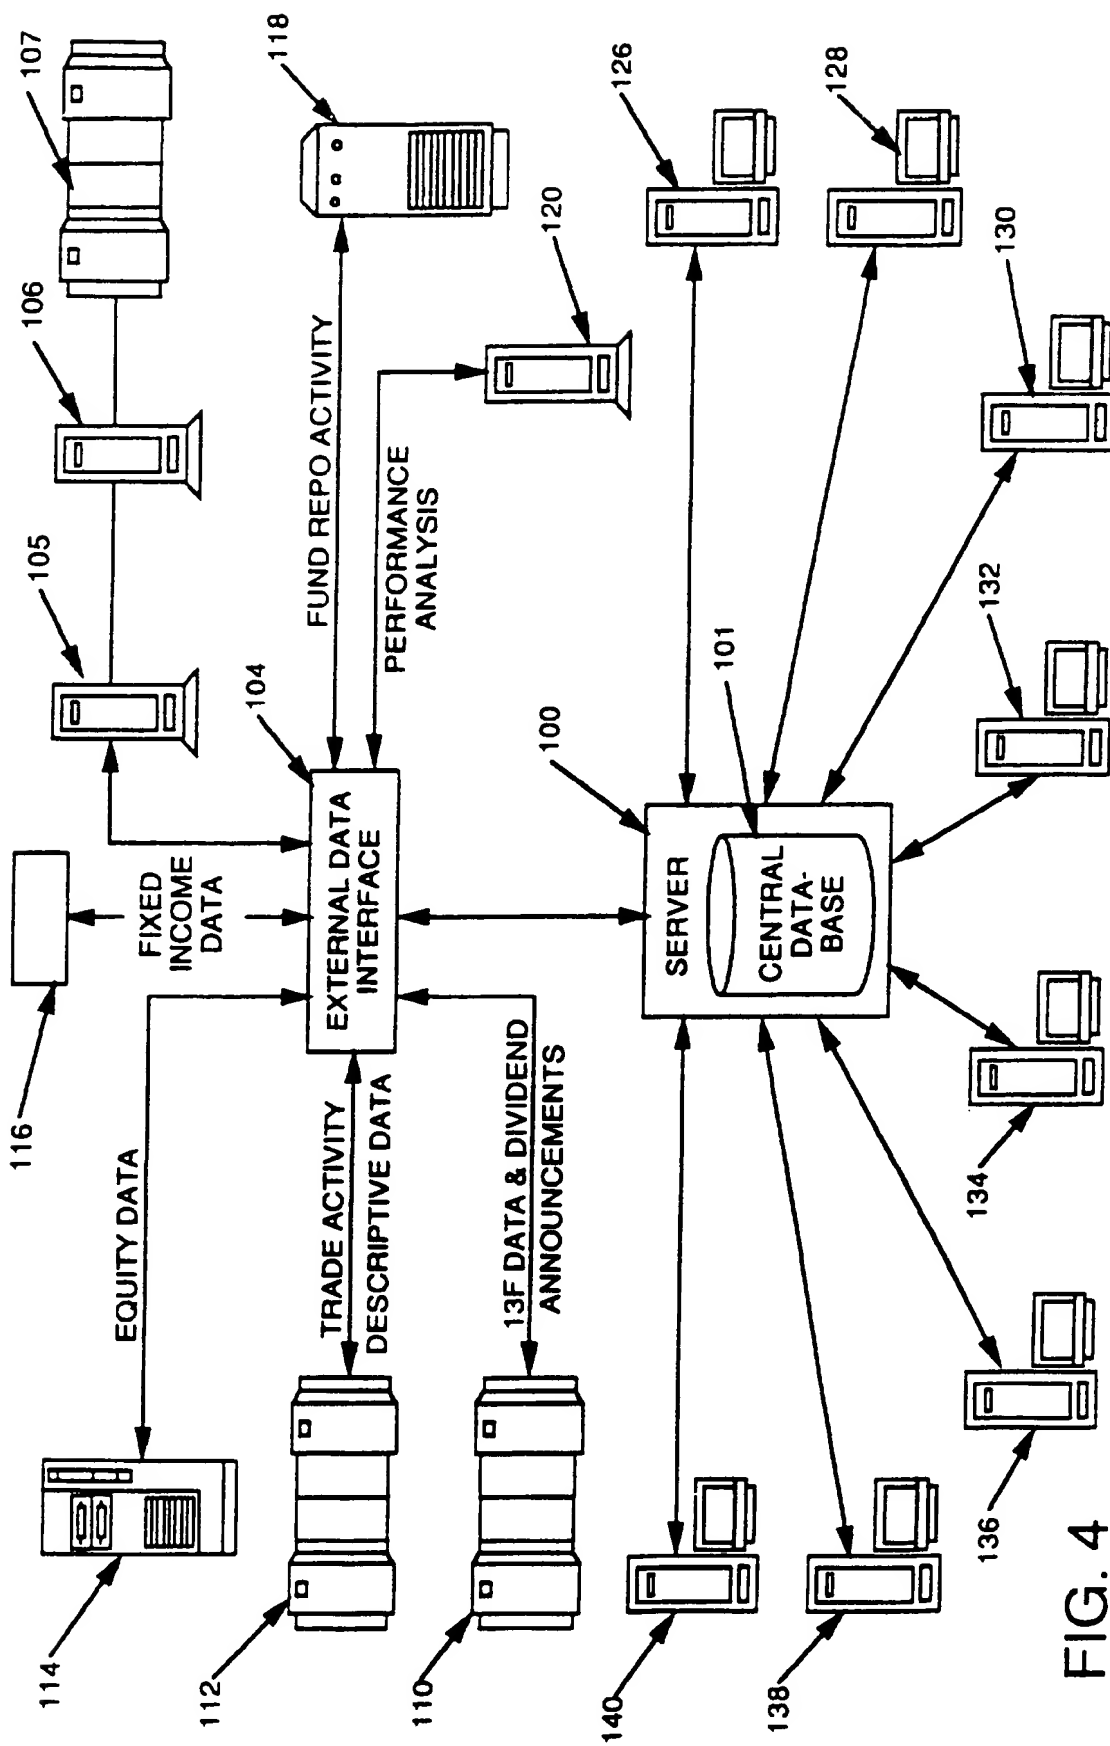 114
116
105
106
107
EQUITY DATA
FIXED
INCOME
DATA
104
118
112
TRADE ACTIVITY
DESCRIPTIVE DATA
EXTERNAL DATA
INTERFACE
FUND REPO ACTIVITY
PERFORMANCE
ANALYSIS
120
110
13F DATA & DIVIDEND
ANNOUNCEMENTS
100
101
SERVER
CENTRAL
DATA-
BASE
126
128
130
132
134
136
138
140
FIG. 4